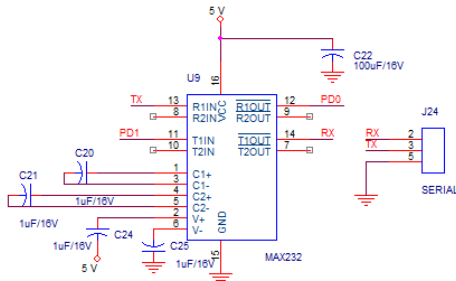 5 V
C22
100uF/16V
U9
16
VCC
TX 13 R1IN R1OUT 12 PD0
8 R2IN R2OUT 9
PD1 11 T1IN T1OUT 14 RX
10 T2IN T2OUT 7
J24
RX 2
TX 3
5
SERIAL
C20
C21
1 C1+
3 C1-
4 C2+
5 C2-
2 V+
6 V-
1uF/16V
1uF/16V
C24
1uF/16V
5 V
C25
1uF/16V
GND
15
MAX232